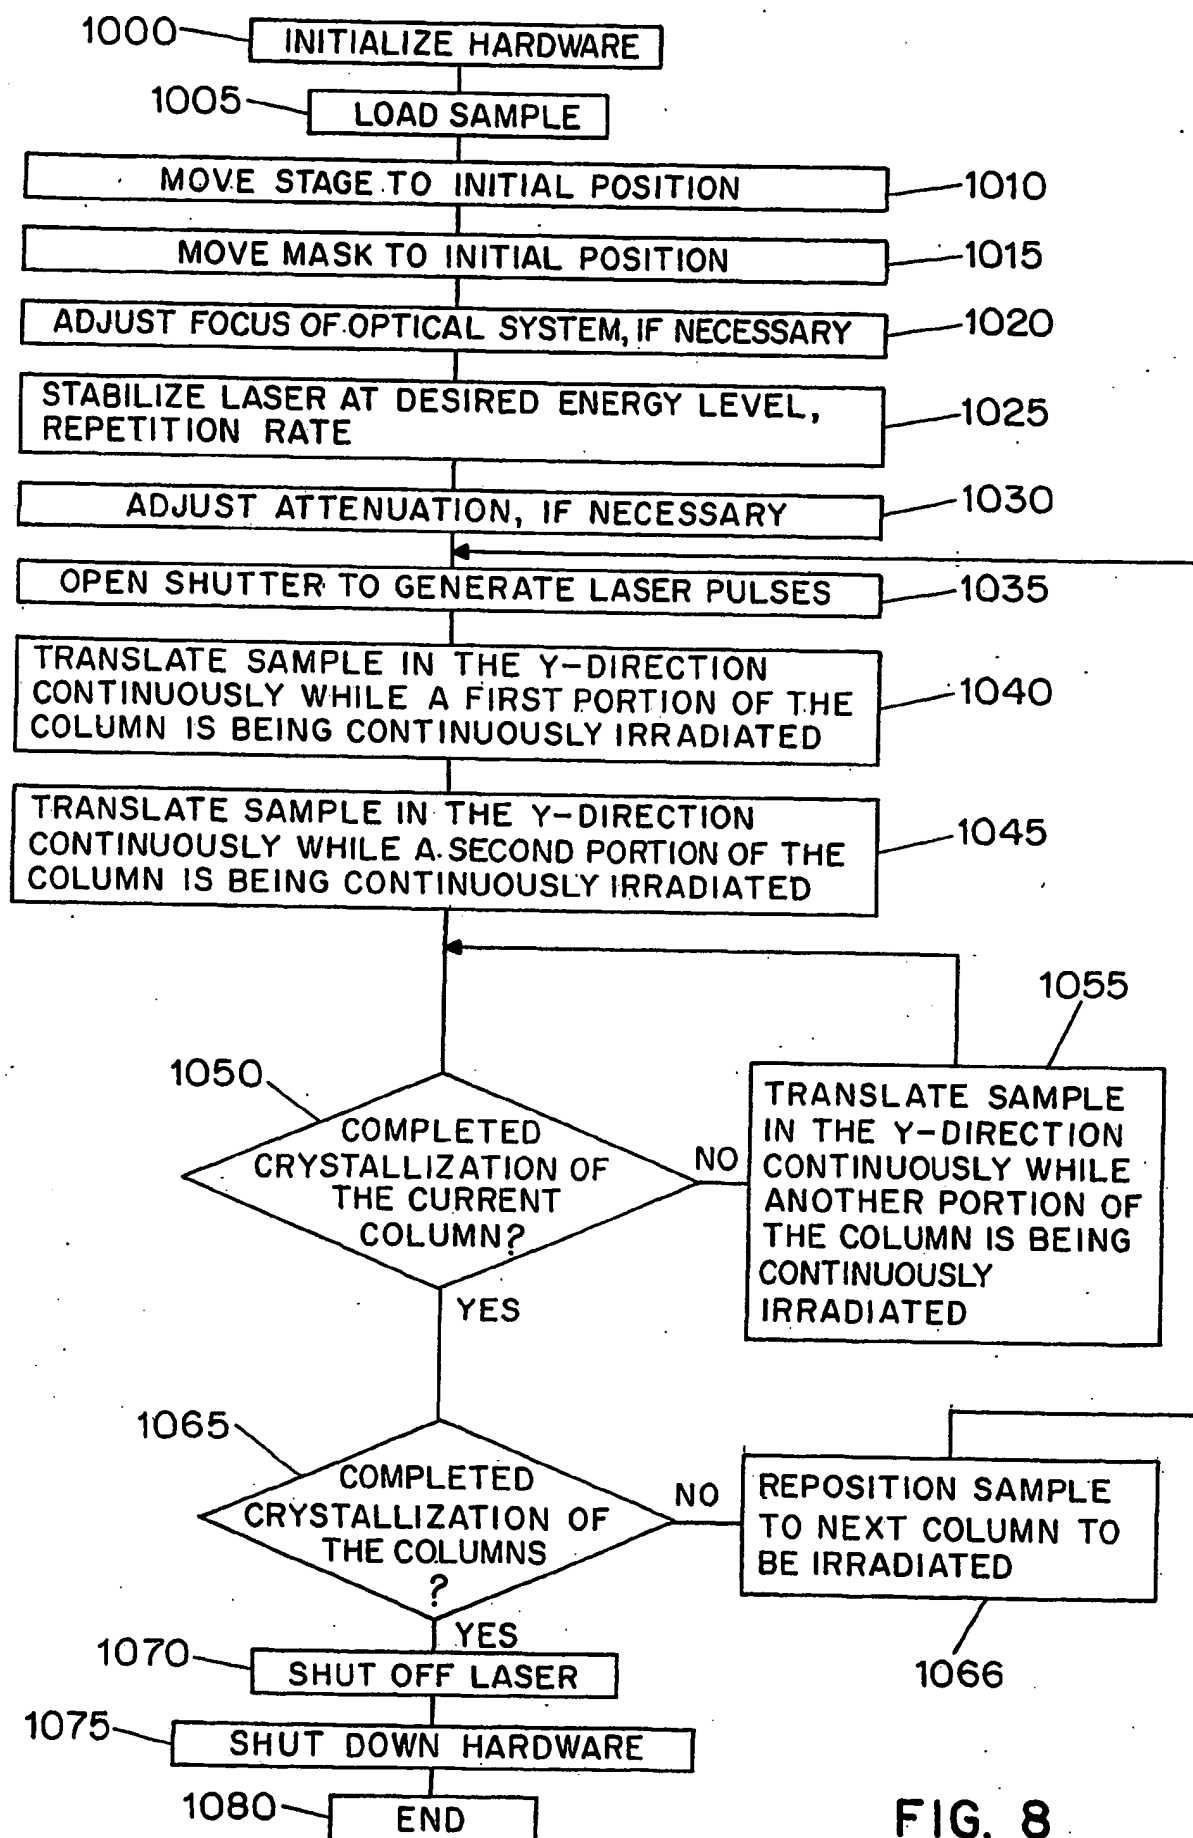 1000
INITIALIZE HARDWARE
1005
LOAD SAMPLE
MOVE STAGE TO INITIAL POSITION
1010
MOVE MASK TO INITIAL POSITION
1015
ADJUST FOCUS OF OPTICAL SYSTEM, IF NECESSARY
1020
STABILIZE LASER AT DESIRED ENERGY LEVEL,
REPETITION RATE
1025
ADJUST ATTENUATION, IF NECESSARY
1030
OPEN SHUTTER TO GENERATE LASER PULSES
1035
TRANSLATE SAMPLE IN THE Y-DIRECTION
CONTINUOUSLY WHILE A FIRST PORTION OF THE
COLUMN IS BEING CONTINUOUSLY IRRADIATED
1040
TRANSLATE SAMPLE IN THE Y-DIRECTION
CONTINUOUSLY WHILE A SECOND PORTION OF THE
COLUMN IS BEING CONTINUOUSLY IRRADIATED
1045
1050
COMPLETED
CRYSTALLIZATION OF
THE CURRENT
COLUMN?
NO
YES
1055
TRANSLATE SAMPLE
IN THE Y-DIRECTION
CONTINUOUSLY WHILE
ANOTHER PORTION OF
THE COLUMN IS BEING
CONTINUOUSLY
IRRADIATED
1065
COMPLETED
CRYSTALLIZATION OF
THE COLUMNS
?
NO
YES
REPOSITION SAMPLE
TO NEXT COLUMN TO
BE IRRADIATED
1066
1070
SHUT OFF LASER
1075
SHUT DOWN HARDWARE
1080
END
FIG. 8